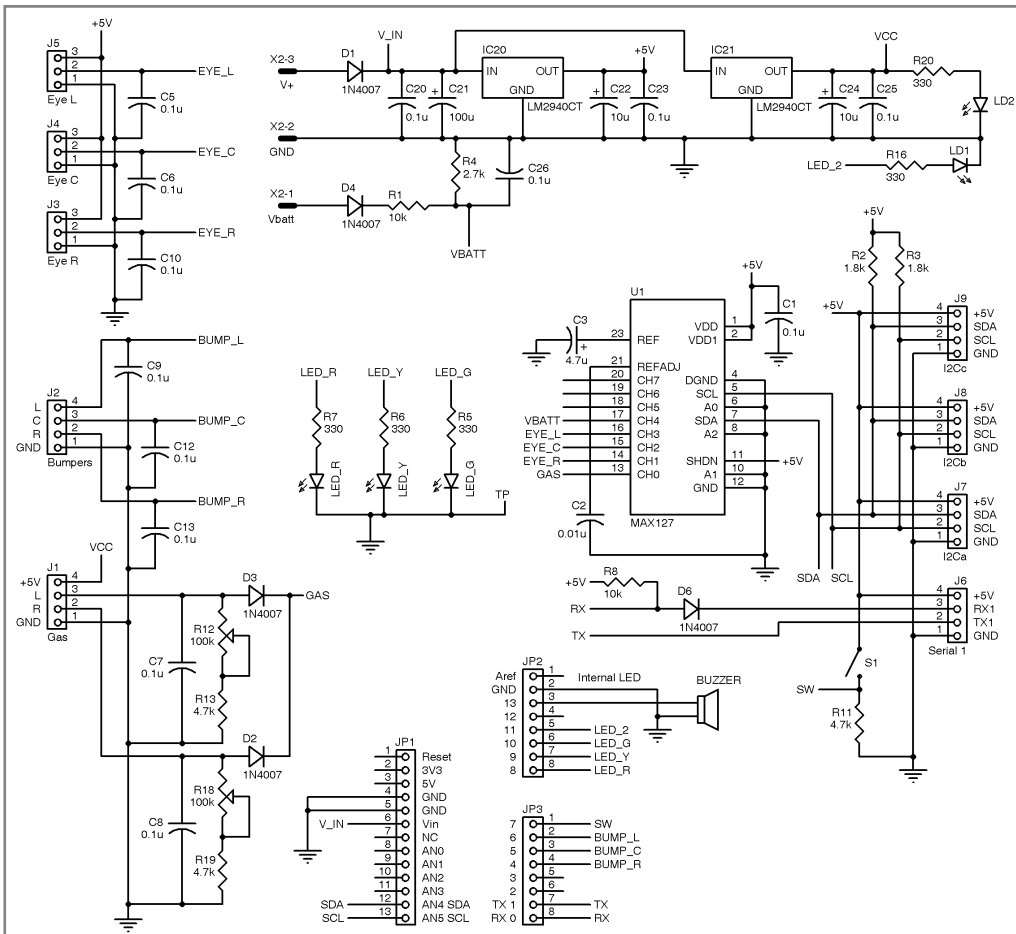 +5V
J5
3
2
1
Eye L
EYE_L
C5
0.1u
J4
3
2
1
Eye C
EYE_C
C6
0.1u
J3
3
2
1
Eye R
EYE_R
C10
0.1u
X2-3
V+
D1
1N4007
V_IN
C20
0.1u
+
C21
100u
IC20
IN
OUT
GND
LM2940CT
+5V
+
C22
10u
C23
0.1u
IC21
IN
OUT
GND
LM2940CT
VCC
+
C24
10u
C25
0.1u
R20
330
LD2
X2-2
GND
R4
2.7k
C26
0.1u
LED_2
R16
330
LD1
X2-1
Vbatt
D4
1N4007
R1
10k
VBATT
BUMP_L
C9
0.1u
J2
L
C
R
GND
4
3
2
1
Bumpers
BUMP_C
C12
0.1u
BUMP_R
C13
0.1u
LED_R
LED_Y
LED_G
R7
330
R6
330
R5
330
LED_R
LED_Y
LED_G
TP
U1
C3
+
4.7u
23
REF
21
REFADJ
20
CH7
19
CH6
18
CH5
VBATT
17
CH4
EYE_L
16
CH3
EYE_C
15
CH2
EYE_R
14
CH1
GAS
13
CH0
VDD
1
VDD1
2
DGND
4
SCL
5
A0
6
SDA
7
A2
8
SHDN
11
+5V
A1
10
GND
12
MAX127
+5V
C1
0.1u
C2
0.01u
+5V
R2
1.8k
R3
1.8k
+5V
J9
4
3
2
1
+5V
SDA
SCL
GND
I2Cc
J8
4
3
2
1
+5V
SDA
SCL
GND
I2Cb
J7
4
3
2
1
+5V
SDA
SCL
GND
I2Ca
SDA
SCL
J6
4
3
2
1
+5V
RX1
TX1
GND
Serial 1
+5V
R8
10k
RX
D6
1N4007
TX
S1
SW
R11
4.7k
VCC
J1
+5V
L
R
GND
4
3
2
1
Gas
D3
1N4007
GAS
R12
100k
C7
0.1u
R13
4.7k
D2
1N4007
R18
100k
C8
0.1u
R19
4.7k
JP1
1
Reset
2
3V3
3
5V
4
GND
5
GND
V_IN
6
Vin
7
NC
8
AN0
9
AN1
10
AN2
11
AN3
SDA
12
AN4 SDA
SCL
13
AN5 SCL
JP2
Aref
1
Internal LED
GND
2
13
3
12
4
11
5
LED_2
10
6
LED_G
9
7
LED_Y
8
8
LED_R
BUZZER
JP3
7
1
SW
6
2
BUMP_L
5
3
BUMP_C
4
4
BUMP_R
3
5
2
6
TX 1
7
TX
RX 0
8
RX